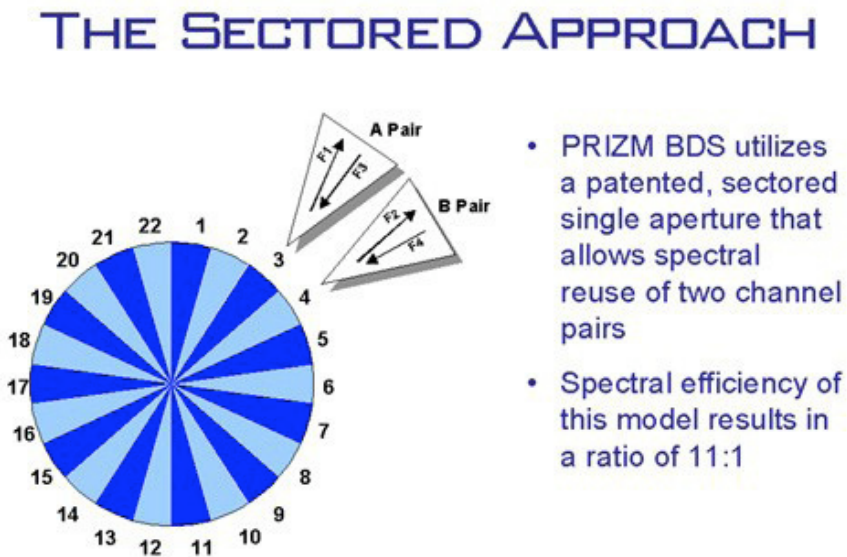 THE SECTORED APPROACH
A Pair
F1
F3
B Pair
F2
F4
22
1
2
3
4
5
6
7
8
9
10
11
12
13
14
15
16
17
18
19
20
21
• PRIZM BDS utilizes
a patented, sectored
single aperture that
allows spectral
reuse of two channel
pairs
• Spectral efficiency of
this model results in
a ratio of 11:1